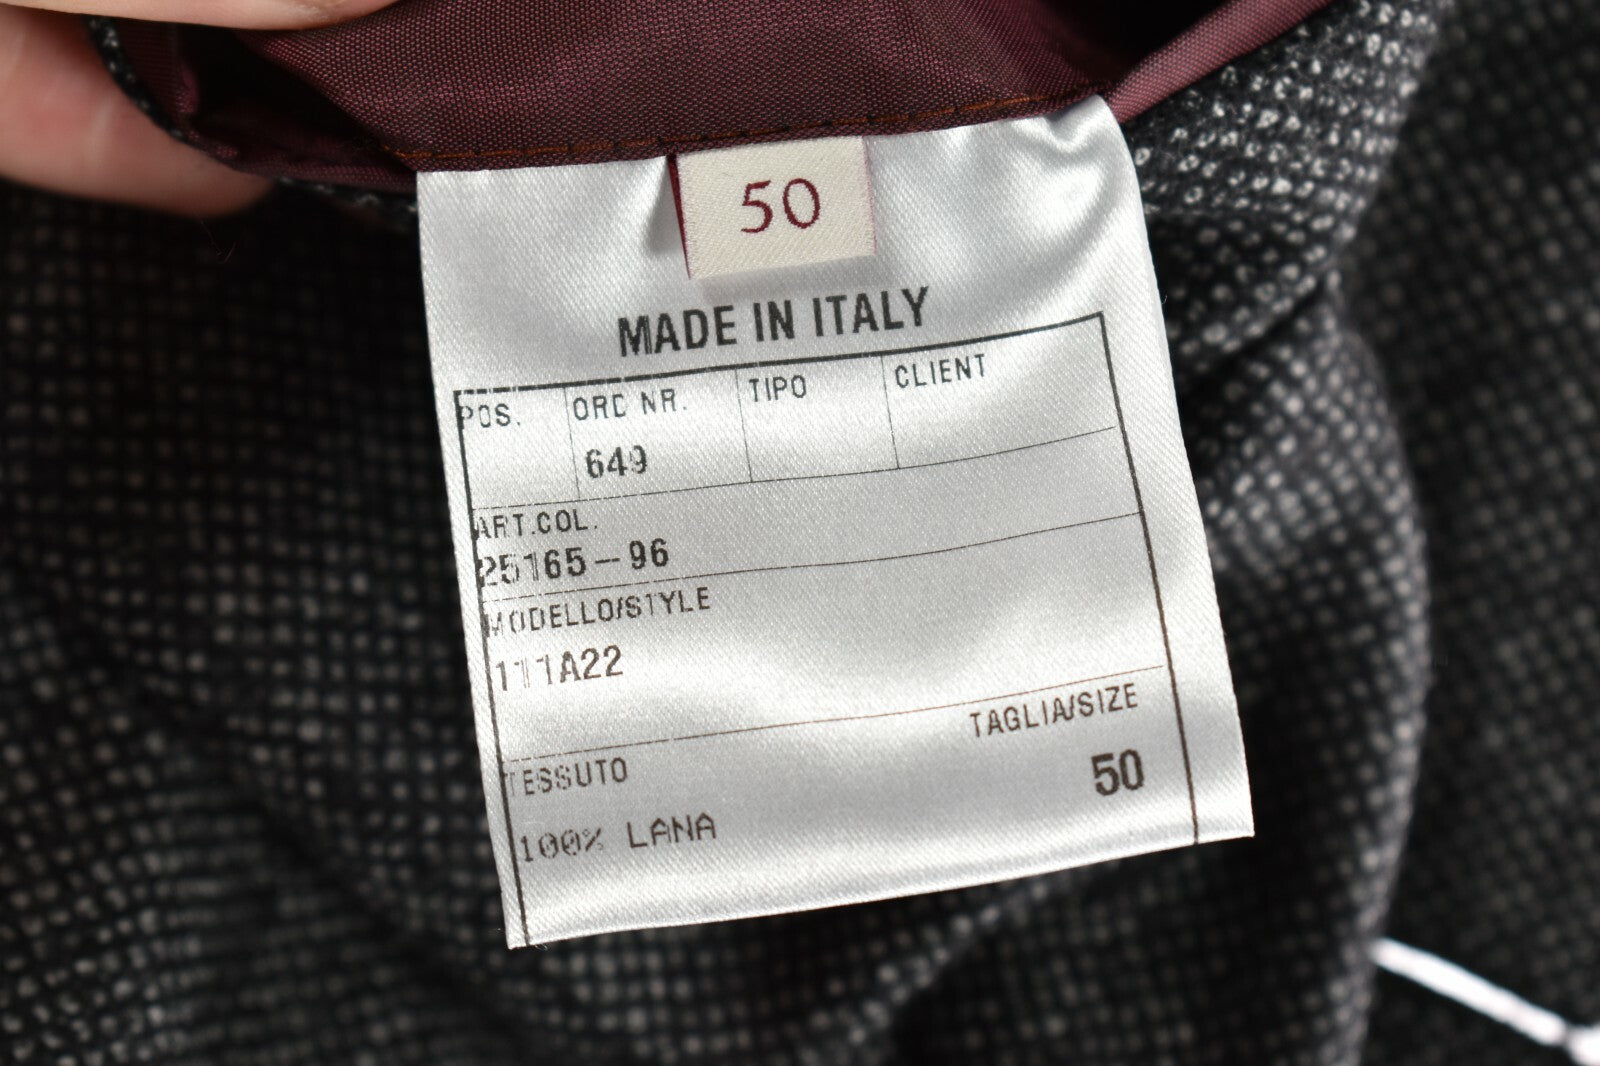 50
MADE IN ITALY
POS. ORD NR. TIPO CLIENT
649
ART.COL.
25165-96
MODELLO/STYLE
111A22
TAGLIA/SIZE
TESSUTO
50
100% LANA